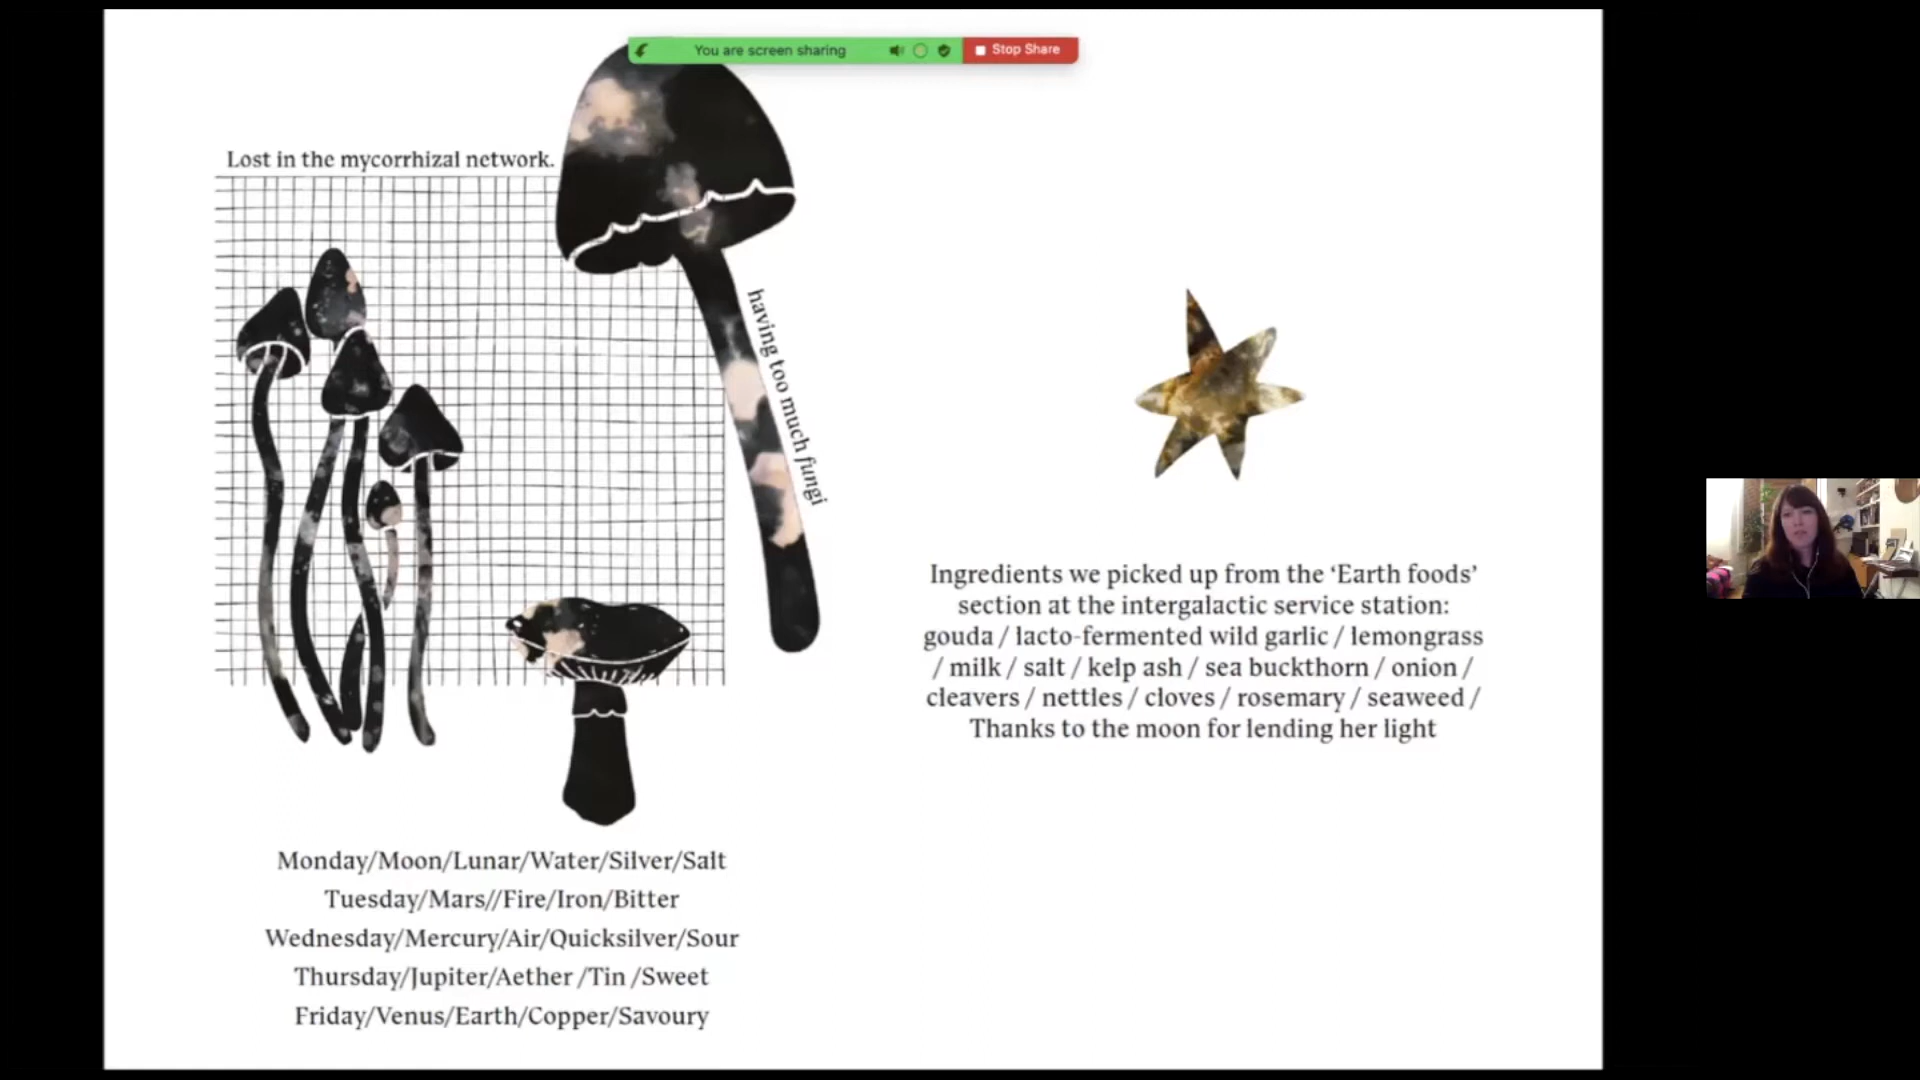 You are screen sharing
Stop Share
Lost in the mycorrhizal network.
having too much fungi
Ingredients we picked up from the ‘Earth foods’
section at the intergalactic service station:
gouda / lacto-fermented wild garlic / lemongrass
/ milk / salt / kelp ash / sea buckthorn / onion /
cleavers / nettles / cloves / rosemary / seaweed /
Thanks to the moon for lending her light
Monday/Moon/Lunar/Water/Silver/Salt
Tuesday/Mars//Fire/Iron/Bitter
Wednesday/Mercury/Air/Quicksilver/Sour
Thursday/Jupiter/Aether /Tin /Sweet
Friday/Venus/Earth/Copper/Savoury